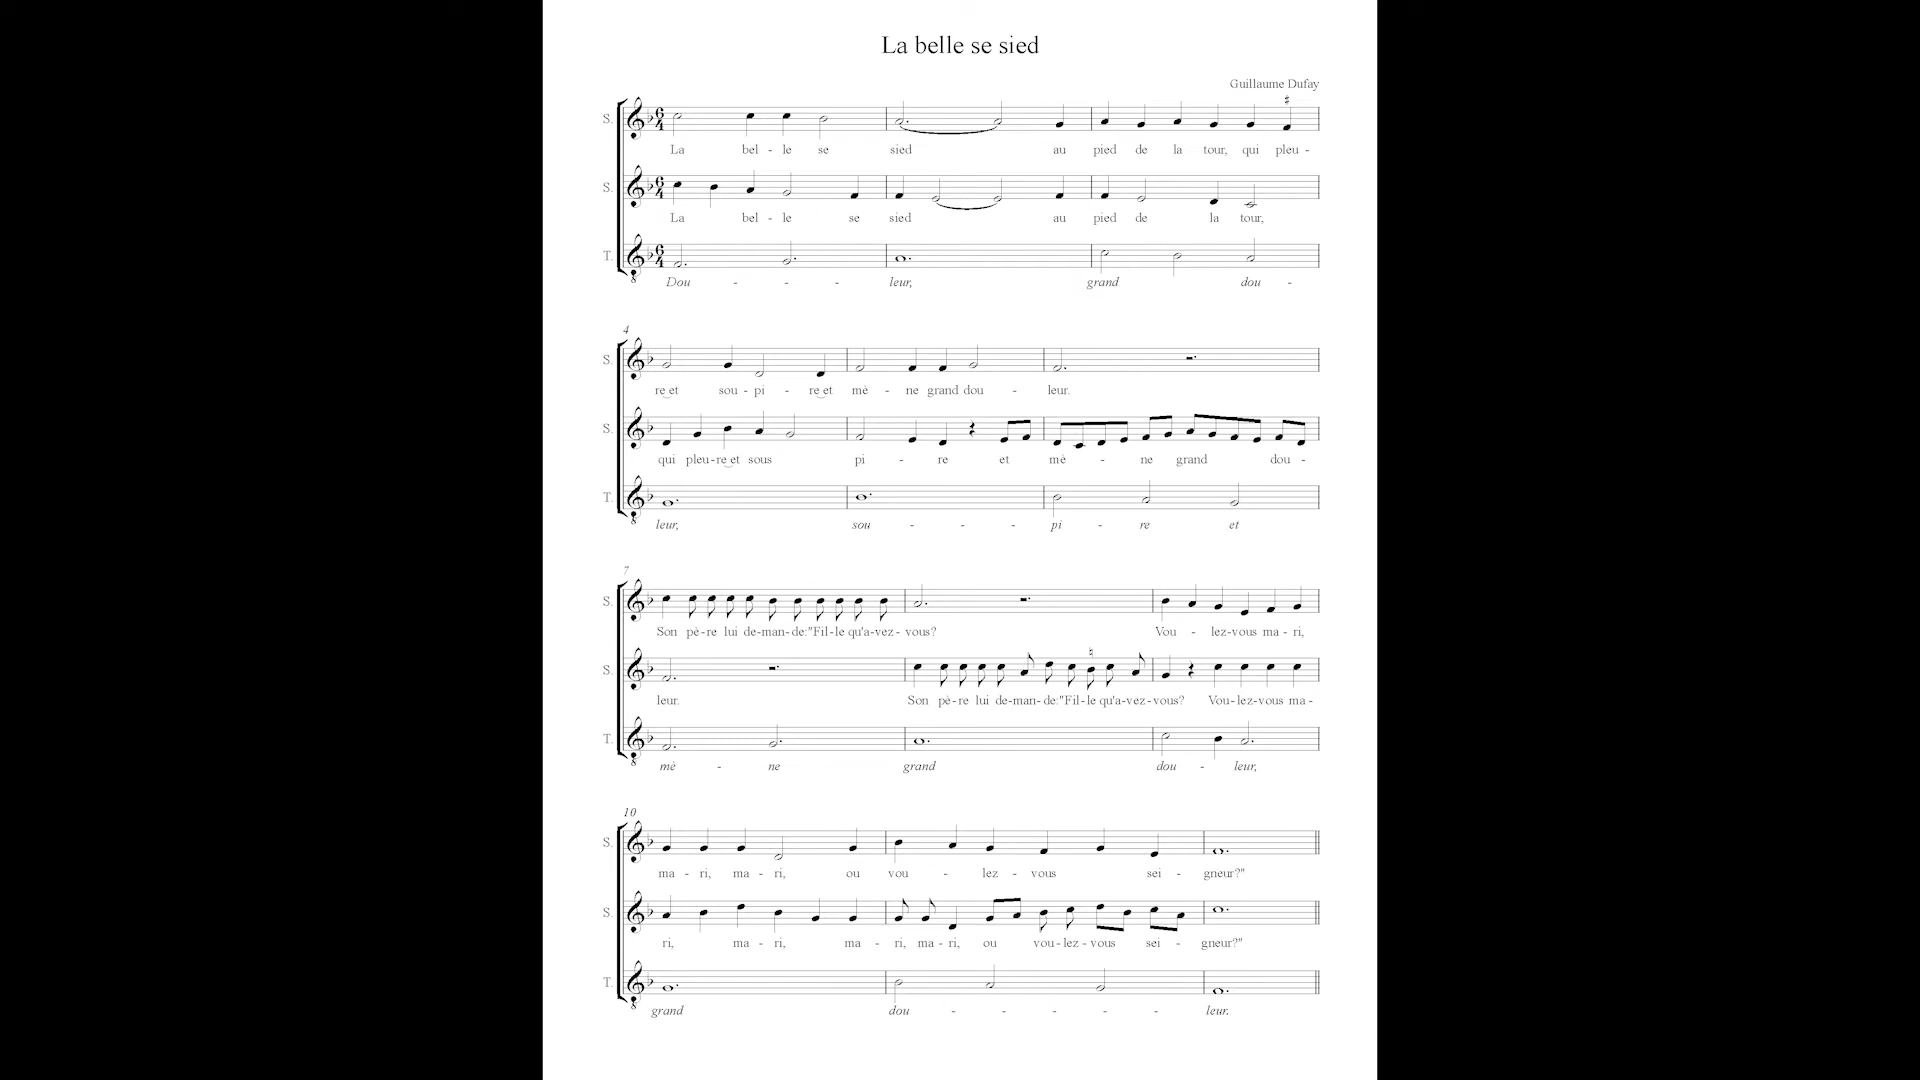 La belle se sied
Guillaume Dufay
S.
La bel - le se sied au pied de la tour, qui pleu -
S.
La bel - le se sied au pied de la tour,
T.
8
Dou - - - leur, grand dou -
4
S.
re et sou - pi - re et mè - ne grand dou - leur.
S.
qui pleu - re et sous pi - re et mè - ne grand dou -
T.
8
leur, sou - - - pi - re et
7
S.
Son pè - re lui de - man - de: "Fil - le qu'a - vez - vous? Vou - lez - vous ma - ri,
S.
leur. Son pè - re lui de - man - de: "Fil - le qu'a - vez - vous? Vou - lez - vous ma -
T.
8
mè - ne grand dou - leur,
10
S.
ma - ri, ma - ri, ou vou - lez - vous sei - gneur?"
S.
ri, ma - ri, ma - ri, ma - ri, ou vou - lez - vous sei - gneur?"
T.
8
grand dou - - - - - leur.